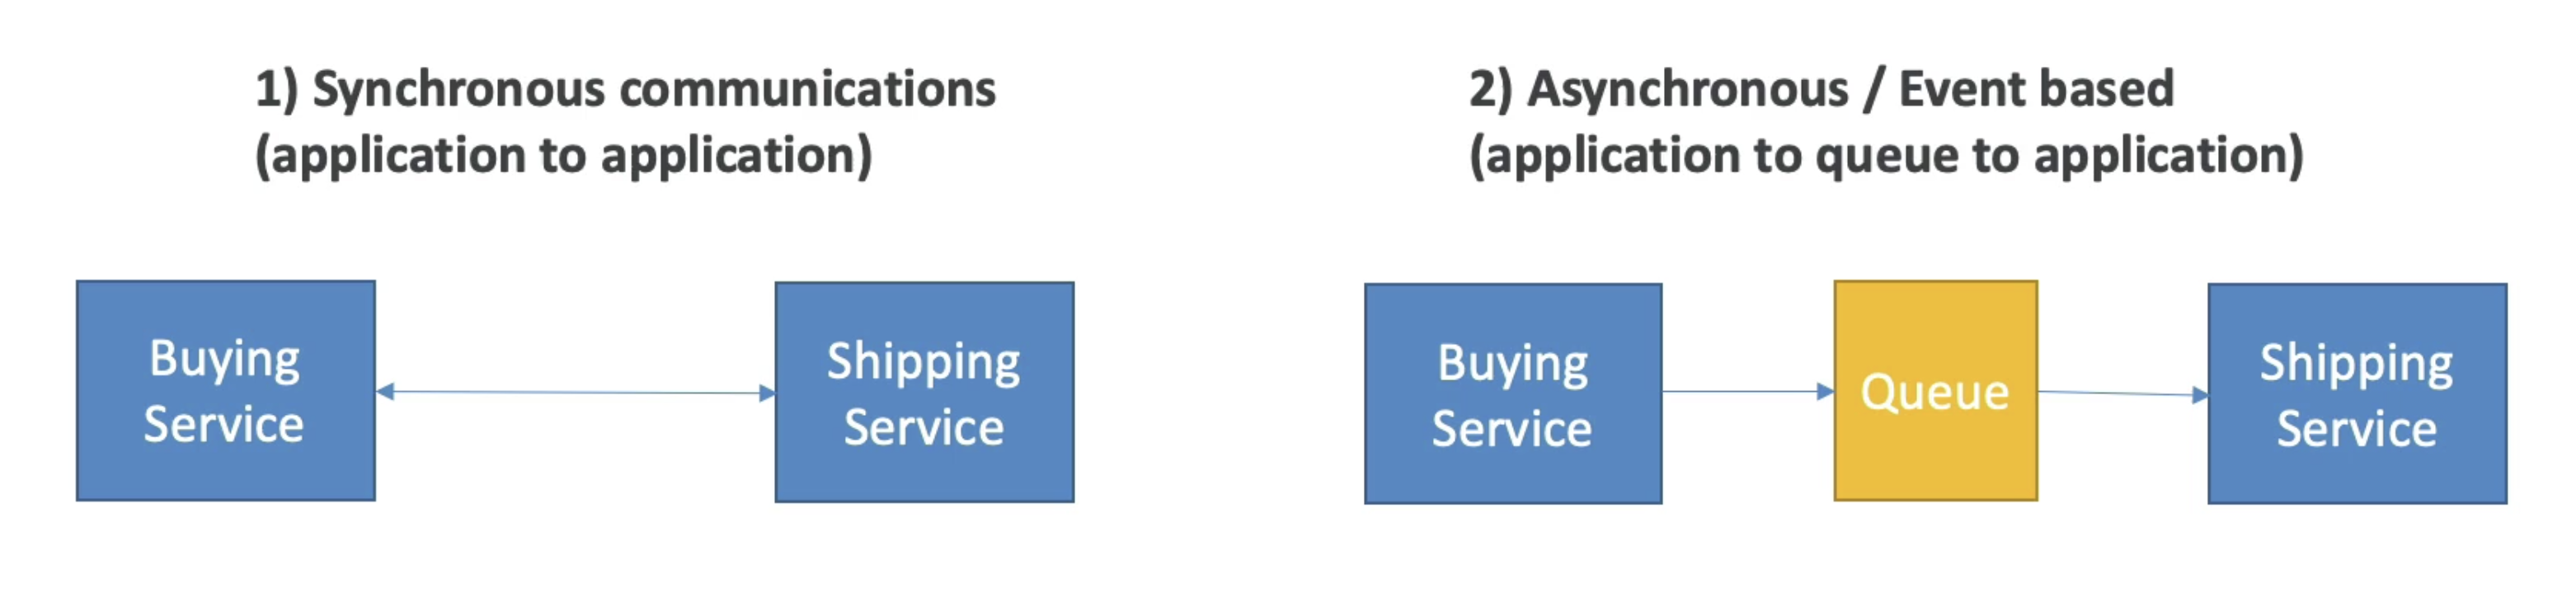 1) Synchronous communications
(application to application)
2) Asynchronous / Event based
(application to queue to application)
Buying
Service
Shipping
Service
Buying
Service
Queue
Shipping
Service